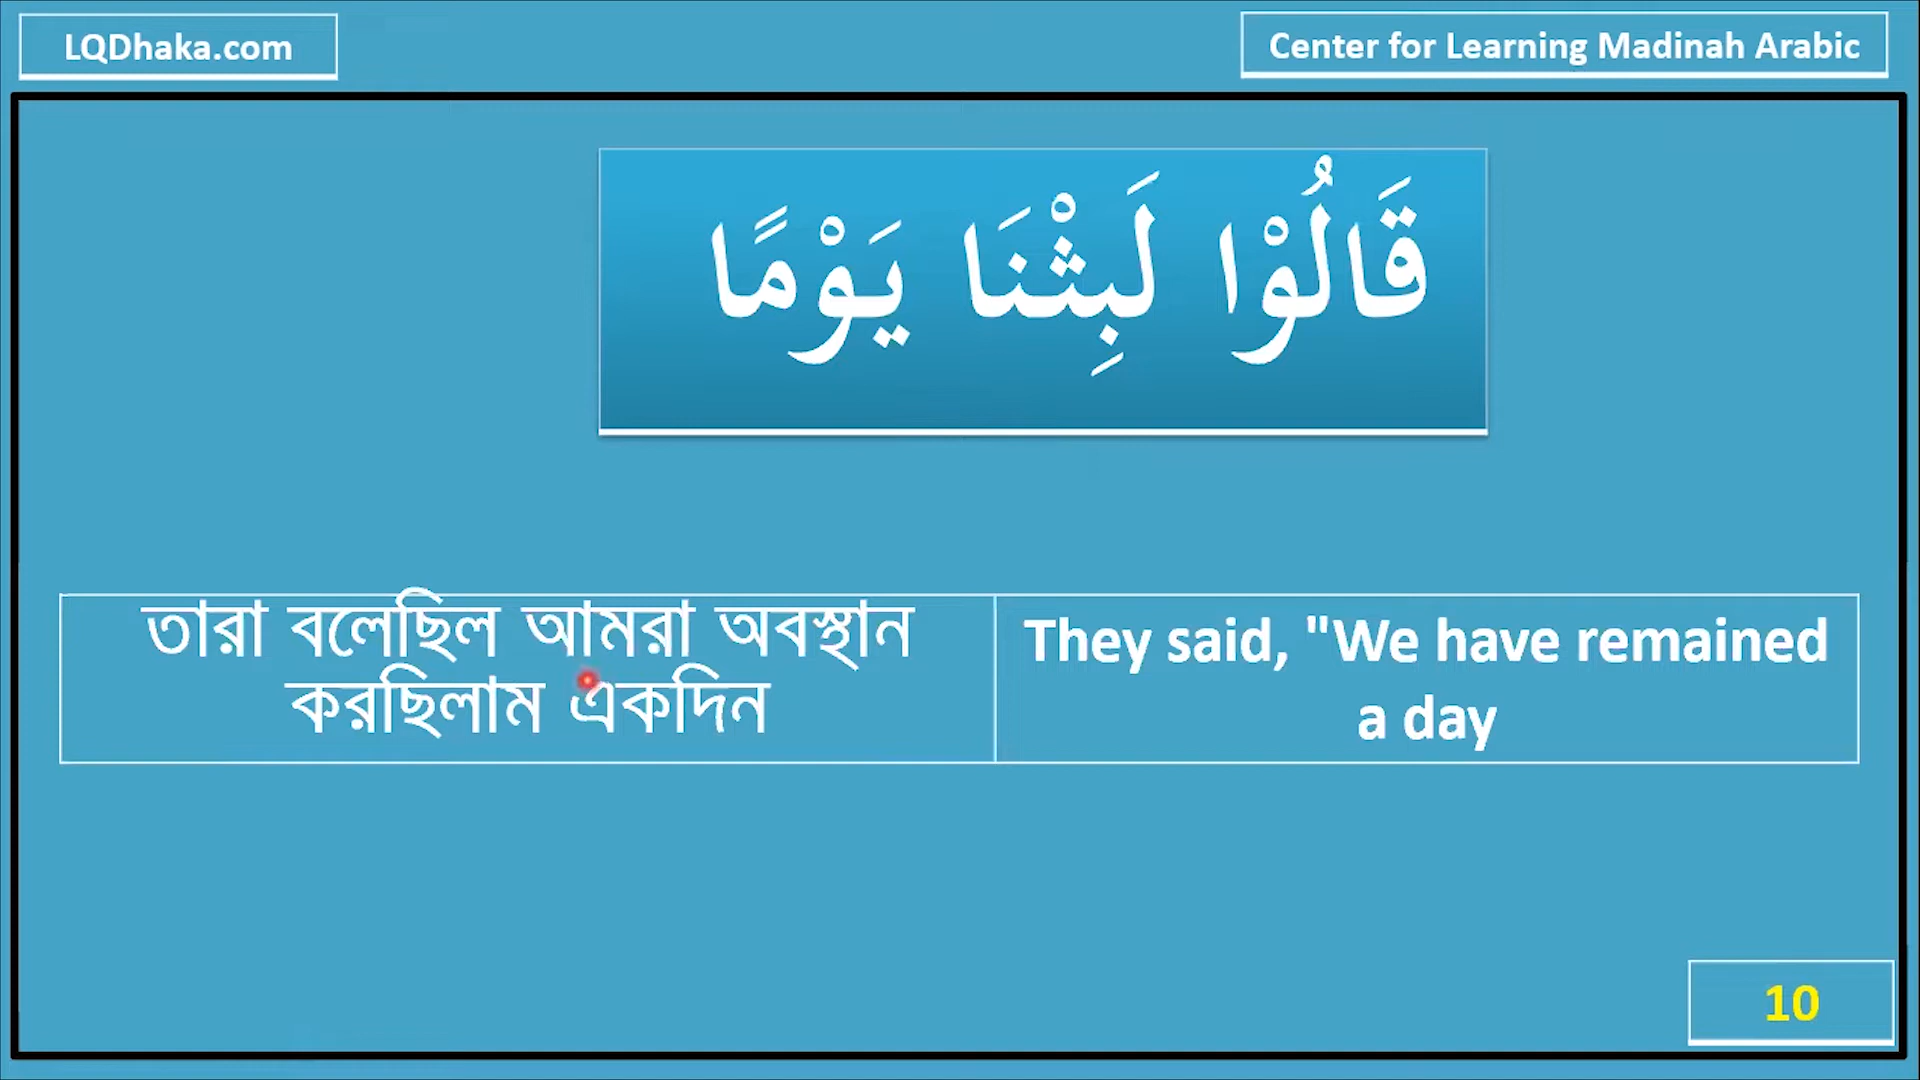 LQDhaka.com
Center for Learning Madinah Arabic
قَالُوْا لَبِثْنَا يَوْمًا
তারা বলেছিল আমরা অবস্থান
করছিলাম একদিন
They said, "We have remained
a day
10